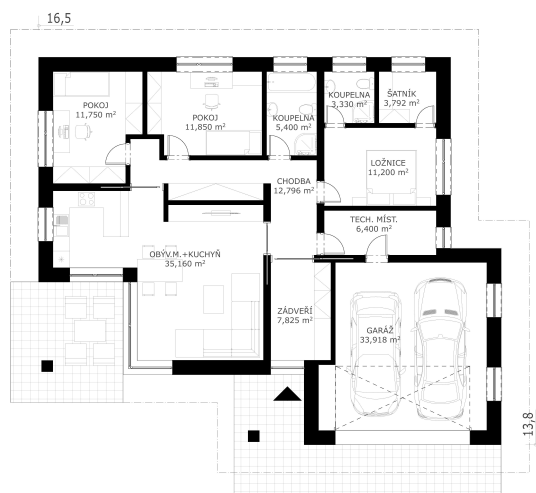 16,5
POKOJ
11,750 m²
POKOJ
11,850 m²
KOUPELNA
5,400 m²
KOUPELNA
3,330 m²
ŠATNÍK
3,792 m²
LOŽNICE
11,200 m²
CHODBA
12,796 m²
TECH. MÍST.
6,400 m²
OBÝV.M.+KUCHYŇ
35,160 m²
ZÁDVEŘÍ
7,825 m²
GARÁŽ
33,918 m²
13,8